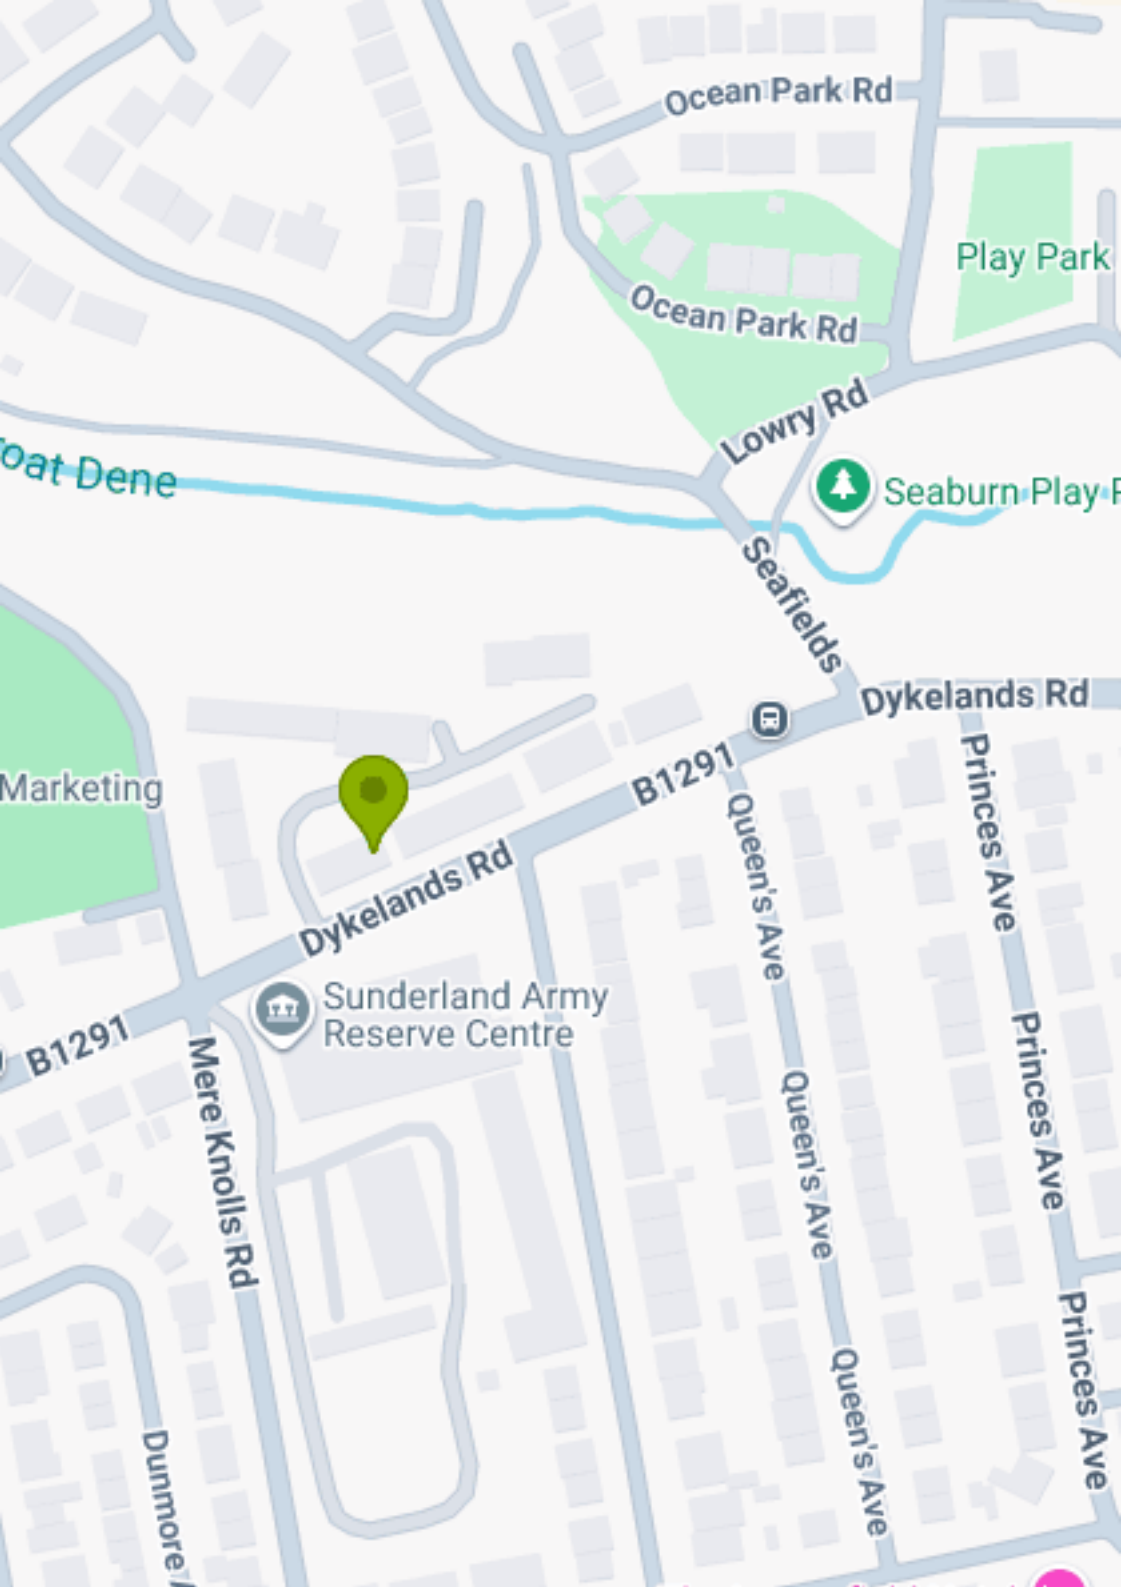 Ocean Park Rd
Play Park
Ocean Park Rd
Lowry Rd
oat Dene
Seaburn Play P
Seafields
Dykelands Rd
B1291
Marketing
Princes Ave
Queen's Ave
Dykelands Rd
Sunderland Army
Reserve Centre
B1291
Mere Knolls Rd
Princes Ave
Queen's Ave
Princes Ave
Queen's Ave
Dunmore A